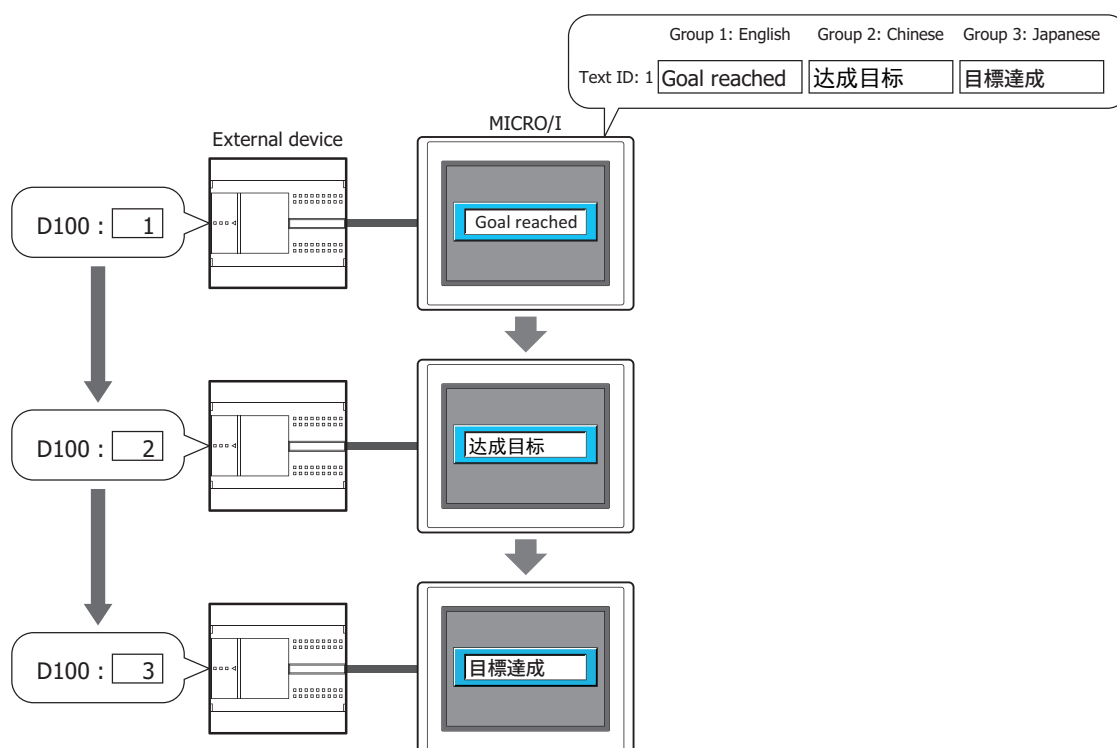 Group 1: English Group 2: Chinese Group 3: Japanese
Text ID: 1 Goal reached 达成目标 目標達成
MICRO/I
External device
D100 : 1
Goal reached
D100 : 2
达成目标
D100 : 3
目標達成